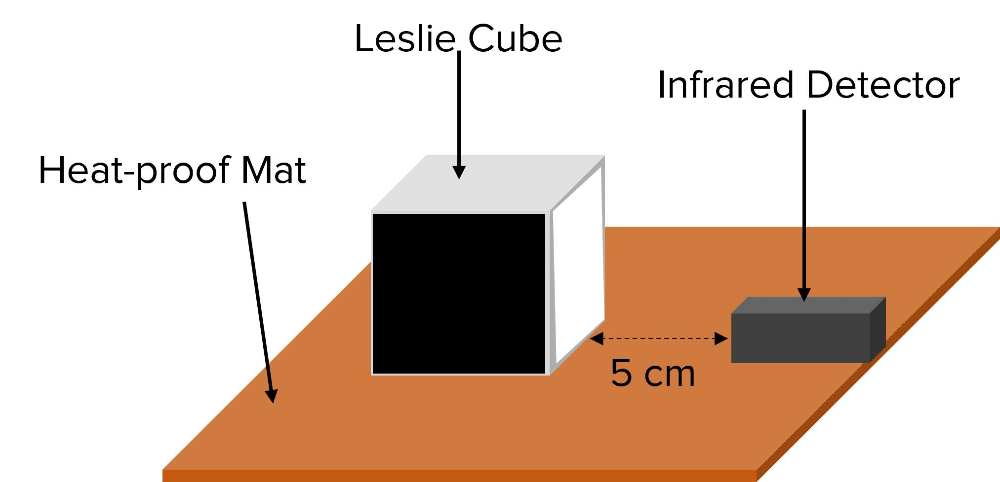 Leslie Cube
Infrared Detector
Heat-proof Mat
5 cm